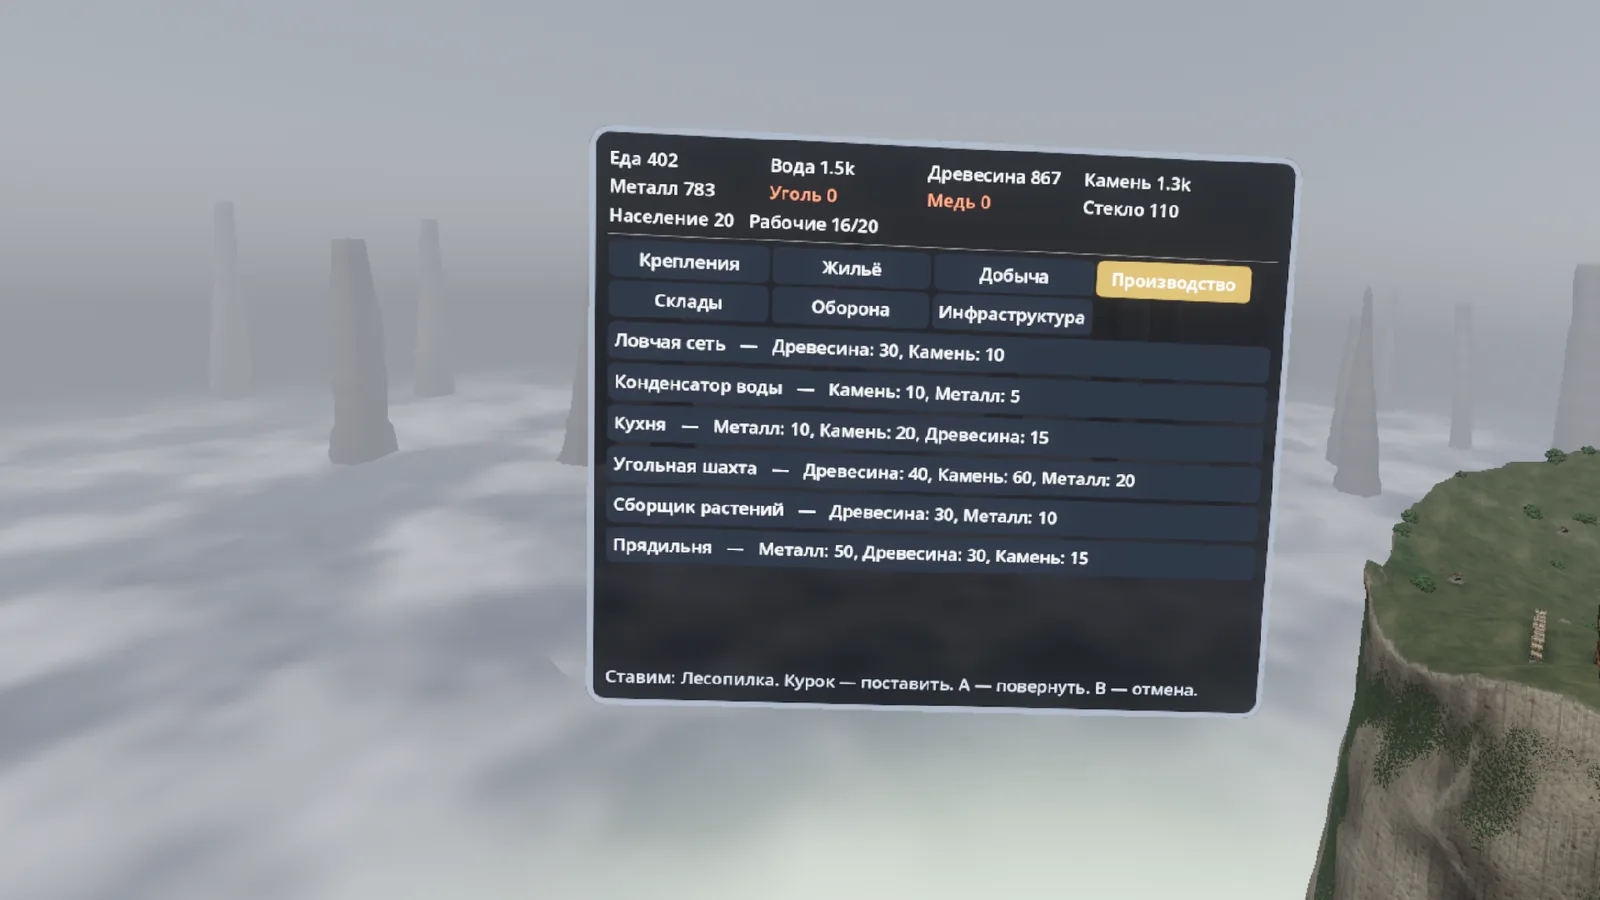 Еда 402 Вода 1.5k Древесина 867 Камень 1.3k
Металл 783 Уголь 0 Медь 0 Стекло 110
Население 20 Рабочие 16/20
Крепления Жильё Добыча Производство
Склады Оборона Инфраструктура
Ловчая сеть — Древесина: 30, Камень: 10
Конденсатор воды — Камень: 10, Металл: 5
Кухня — Металл: 10, Камень: 20, Древесина: 15
Угольная шахта — Древесина: 40, Камень: 60, Металл: 20
Сборщик растений — Древесина: 30, Металл: 10
Прядильня — Металл: 50, Древесина: 30, Камень: 15
Ставим: Лесопилка. Курок — поставить. A — повернуть. B — отмена.